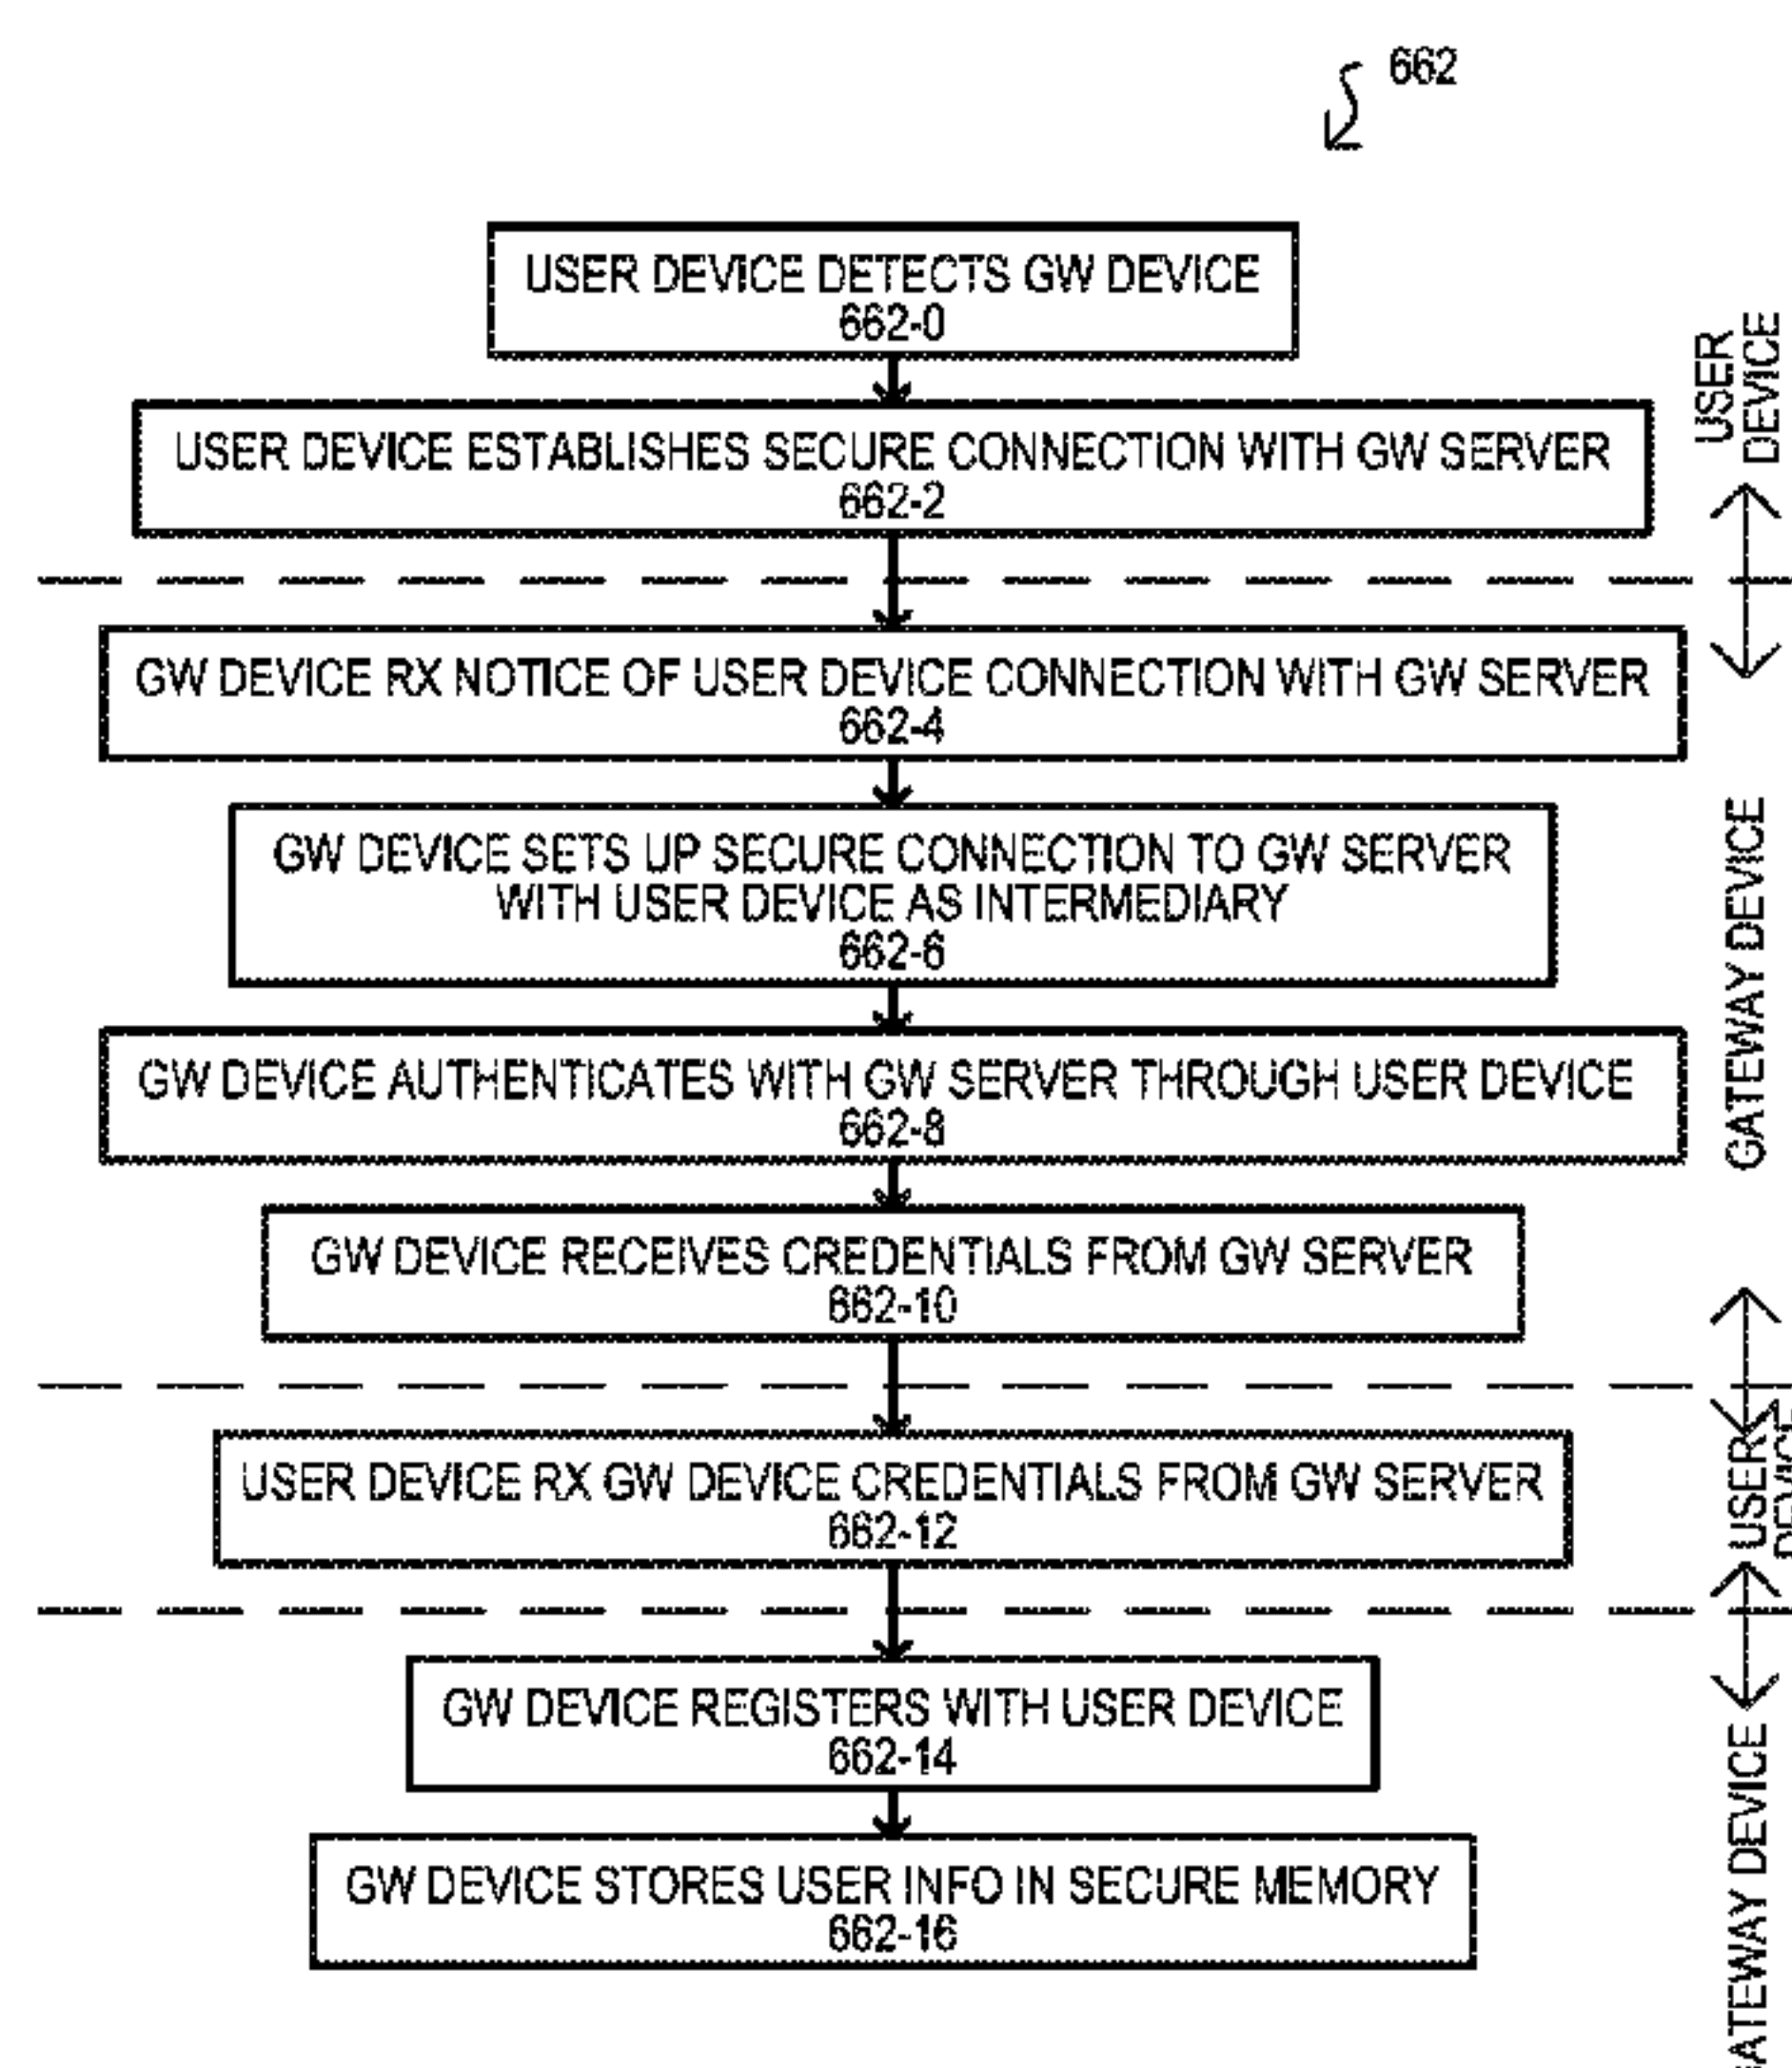 662
USER DEVICE DETECTS GW DEVICE
662-0
USER DEVICE ESTABLISHES SECURE CONNECTION WITH GW SERVER
662-2
USER
DEVICE
GW DEVICE RX NOTICE OF USER DEVICE CONNECTION WITH GW SERVER
662-4
GW DEVICE SETS UP SECURE CONNECTION TO GW SERVER
WITH USER DEVICE AS INTERMEDIARY
662-6
GW DEVICE AUTHENTICATES WITH GW SERVER THROUGH USER DEVICE
662-8
GW DEVICE RECEIVES CREDENTIALS FROM GW SERVER
662-10
GATEWAY DEVICE
USER DEVICE RX GW DEVICE CREDENTIALS FROM GW SERVER
662-12
USER
DEVICE
GW DEVICE REGISTERS WITH USER DEVICE
662-14
GW DEVICE STORES USER INFO IN SECURE MEMORY
662-16
ATEWAY DEVICE